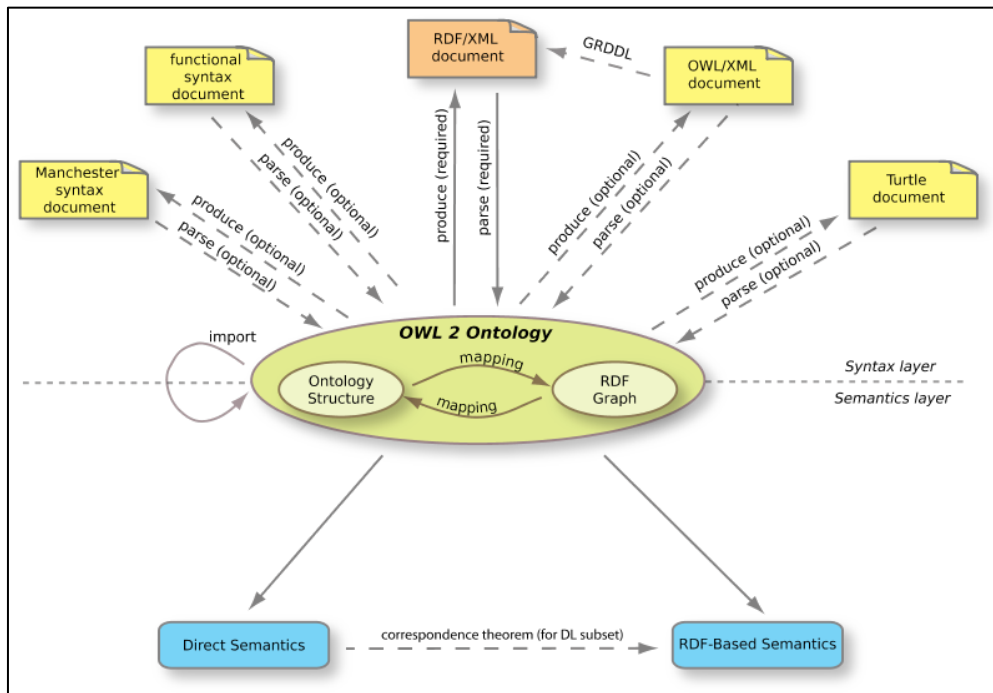 RDF/XML
document
GRDDL
OWL/XML
document
functional
syntax
document
Manchester
syntax
document
Turtle
document
produce (optional)
parse (optional)
produce (optional)
parse (optional)
produce (required)
parse (required)
produce (optional)
parse (optional)
produce (optional)
parse (optional)
OWL 2 Ontology
import
mapping
Ontology
Structure
mapping
RDF
Graph
Syntax layer
Semantics layer
Direct Semantics
correspondence theorem (for DL subset)
RDF-Based Semantics